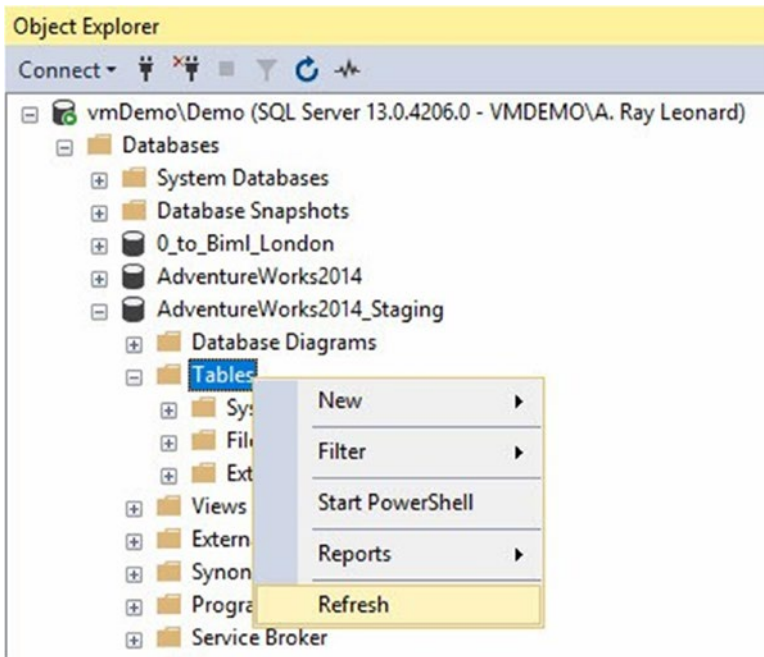 Object Explorer
Connect
vmDemo\Demo (SQL Server 13.0.4206.0 - VMDEMO\A. Ray Leonard)
Databases
System Databases
Database Snapshots
0_to_Biml_London
AdventureWorks2014
AdventureWorks2014_Staging
Database Diagrams
Tables
New
Filter
Start PowerShell
Reports
Refresh
Views
Service Broker